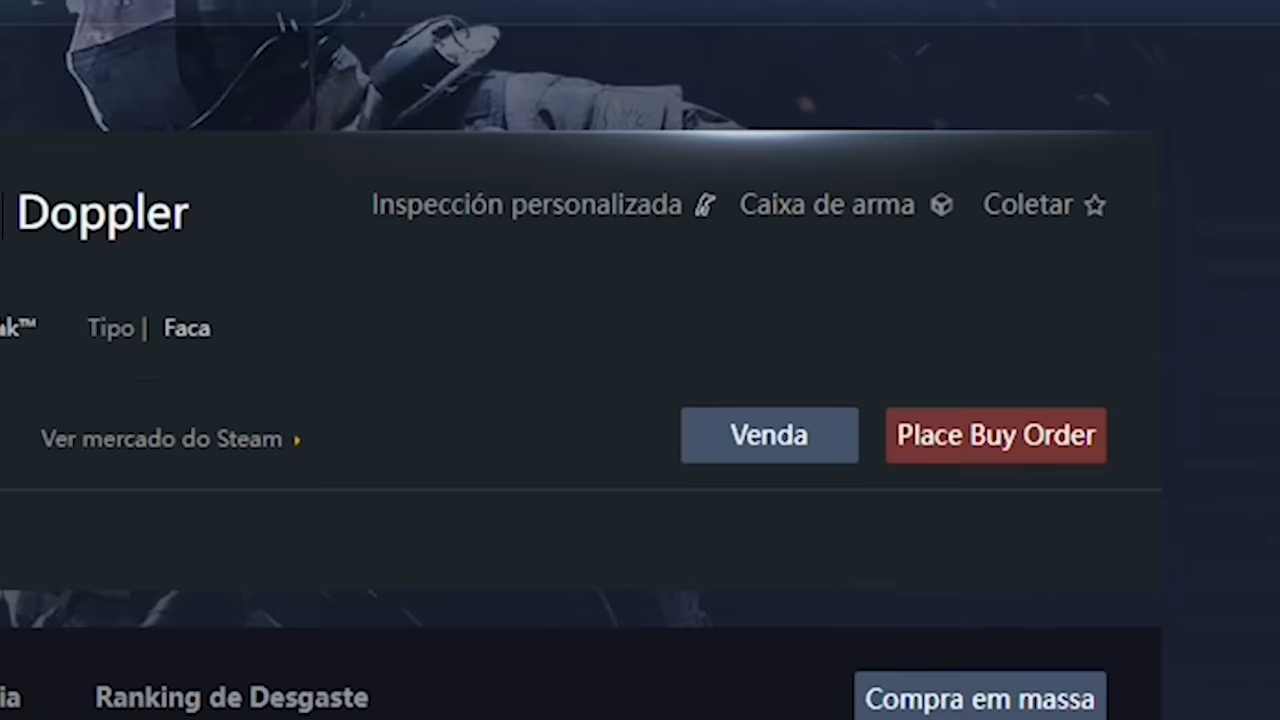 Doppler
Inspección personalizada Caixa de arma Coletar
Tipo | Faca
Ver mercado do Steam
Venda
Place Buy Order
Ranking de Desgaste
Compra em massa